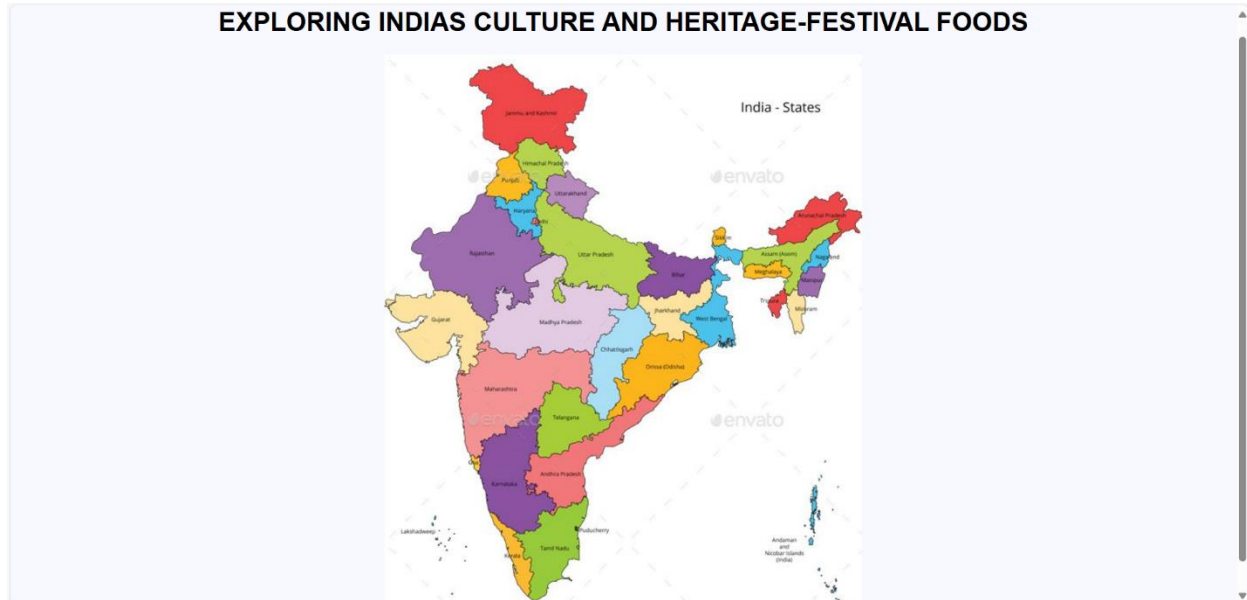 EXPLORING INDIAS CULTURE AND HERITAGE-FESTIVAL FOODS
India - States
Jammu and Kashmir
Himachal Pradesh
Punjab
envato
envato
Uttarakhand
Haryana
Delhi
Arunachal Pradesh
Sikkim
Rajasthan
Uttar Pradesh
Assam (Asom)
Nagaland
Bihar
Meghalaya
Manipur
Tripura
Mizoram
Gujarat
Madhya Pradesh
Jharkhand
West Bengal
Chhattisgarh
Orissa (Odisha)
Maharashtra
Telangana
envato
envato
Goa
Andhra Pradesh
Karnataka
Lakshadweep
Puducherry
Kerala
Tamil Nadu
Andaman
and
Nicobar Islands
(India)